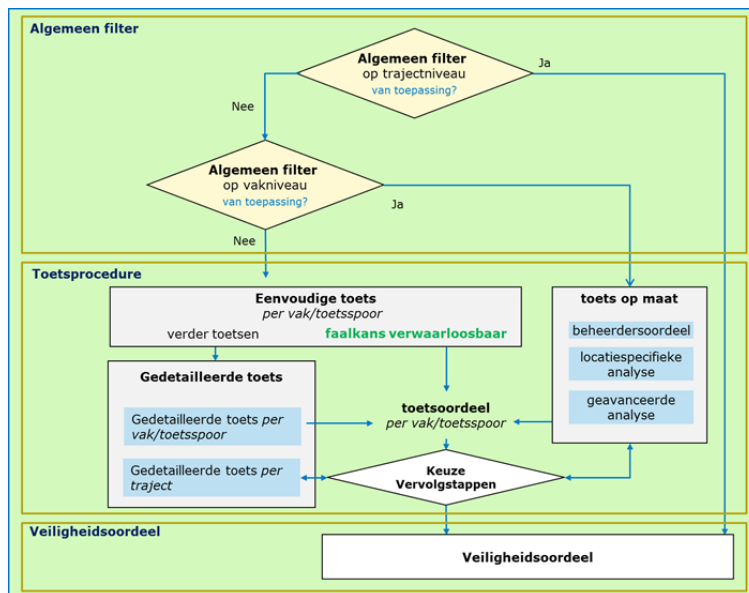 Algemeen filter
Algemeen filter
op trajectniveau
van toepassing?
Ja
Nee
Algemeen filter
op vakniveau
van toepassing?
Ja
Nee
Toetsprocedure
Eenvoudige toets
per vak/toetsspoor
verder toetsen
faalkans verwaarloosbaar
toets op maat
beheerdersoordeel
locatiespecifieke
analyse
geavanceerde
analyse
Gedetailleerde toets
Gedetailleerde toets per
vak/toetsspoor
Gedetailleerde toets per
traject
toetsoordeel
per vak/toetsspoor
Keuze
Vervolgstappen
Veiligheidsoordeel
Veiligheidsoordeel